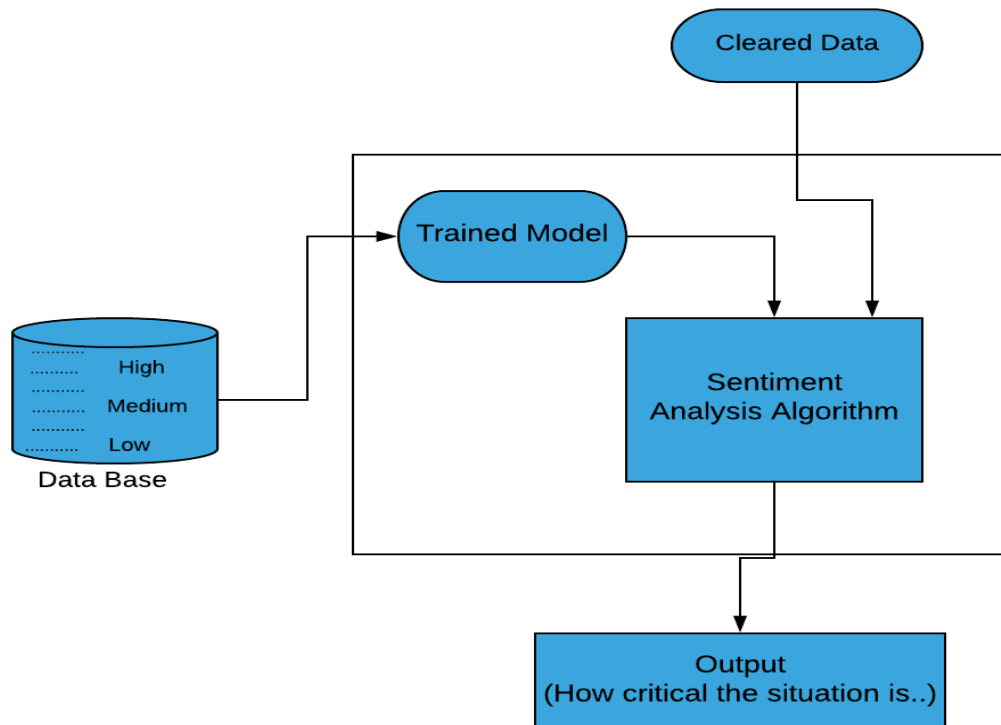 Cleared Data
Trained Model
........... 
.......... High
...........
........... Medium
...........
........... Low
Data Base
Sentiment
Analysis Algorithm
Output
(How critical the situation is..)